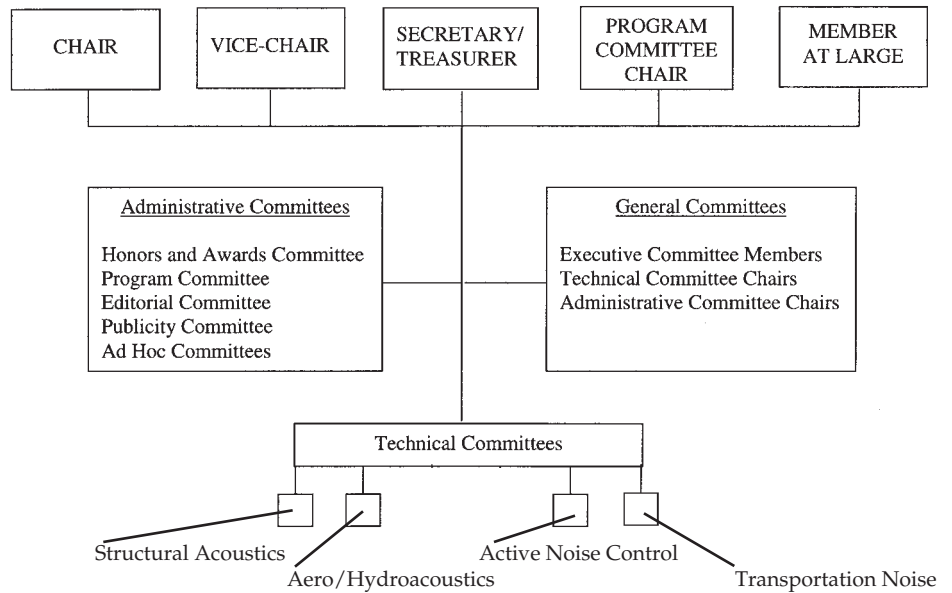 CHAIR
VICE-CHAIR
SECRETARY/
TREASURER
PROGRAM
COMMITTEE
CHAIR
MEMBER
AT LARGE
Administrative Committees
Honors and Awards Committee
Program Committee
Editorial Committee
Publicity Committee
Ad Hoc Committees
General Committees
Executive Committee Members
Technical Committee Chairs
Administrative Committee Chairs
Technical Committees
Structural Acoustics
Aero/Hydroacoustics
Active Noise Control
Transportation Noise